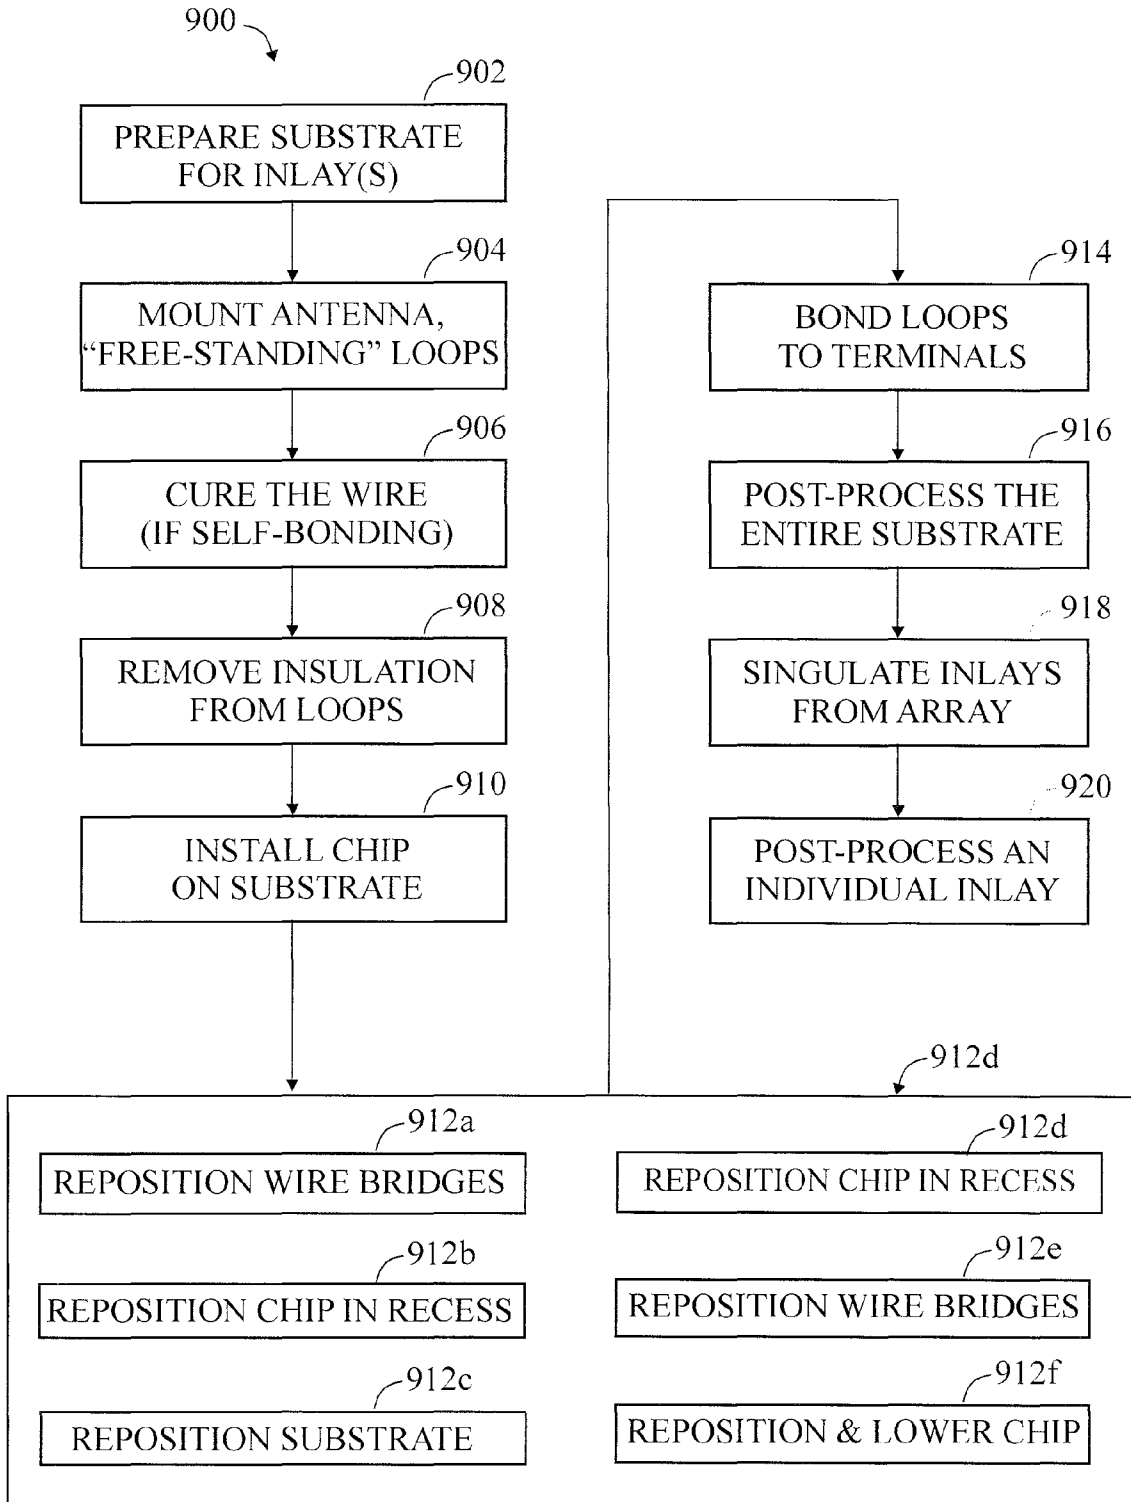 900
902
PREPARE SUBSTRATE
FOR INLAY(S)
904
MOUNT ANTENNA,
“FREE-STANDING” LOOPS
906
CURE THE WIRE
(IF SELF-BONDING)
908
REMOVE INSULATION
FROM LOOPS
910
INSTALL CHIP
ON SUBSTRATE
914
BOND LOOPS
TO TERMINALS
916
POST-PROCESS THE
ENTIRE SUBSTRATE
918
SINGULATE INLAYS
FROM ARRAY
920
POST-PROCESS AN
INDIVIDUAL INLAY
912d
912a
REPOSITION WIRE BRIDGES
912b
REPOSITION CHIP IN RECESS
912c
REPOSITION SUBSTRATE
912d
REPOSITION CHIP IN RECESS
912e
REPOSITION WIRE BRIDGES
912f
REPOSITION & LOWER CHIP